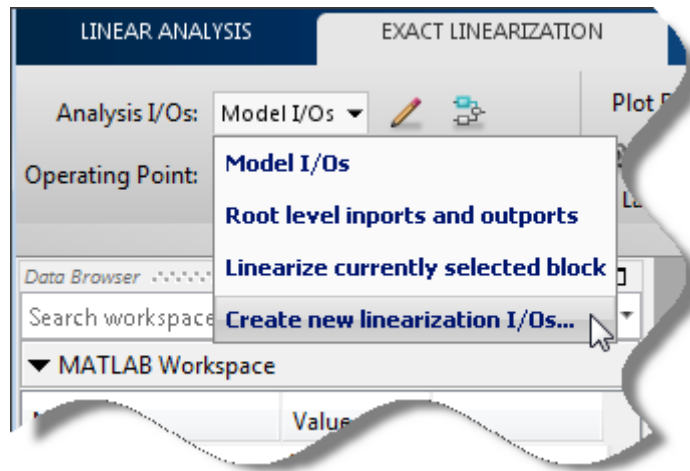 LINEAR ANALYSIS
EXACT LINEARIZATION
Analysis I/Os:
Model I/Os
Plot
Operating Point:
Model I/Os
Root level inports and outports
Linearize currently selected block
Create new linearization I/Os...
Data Browser
Search workspace
MATLAB Workspace
Value